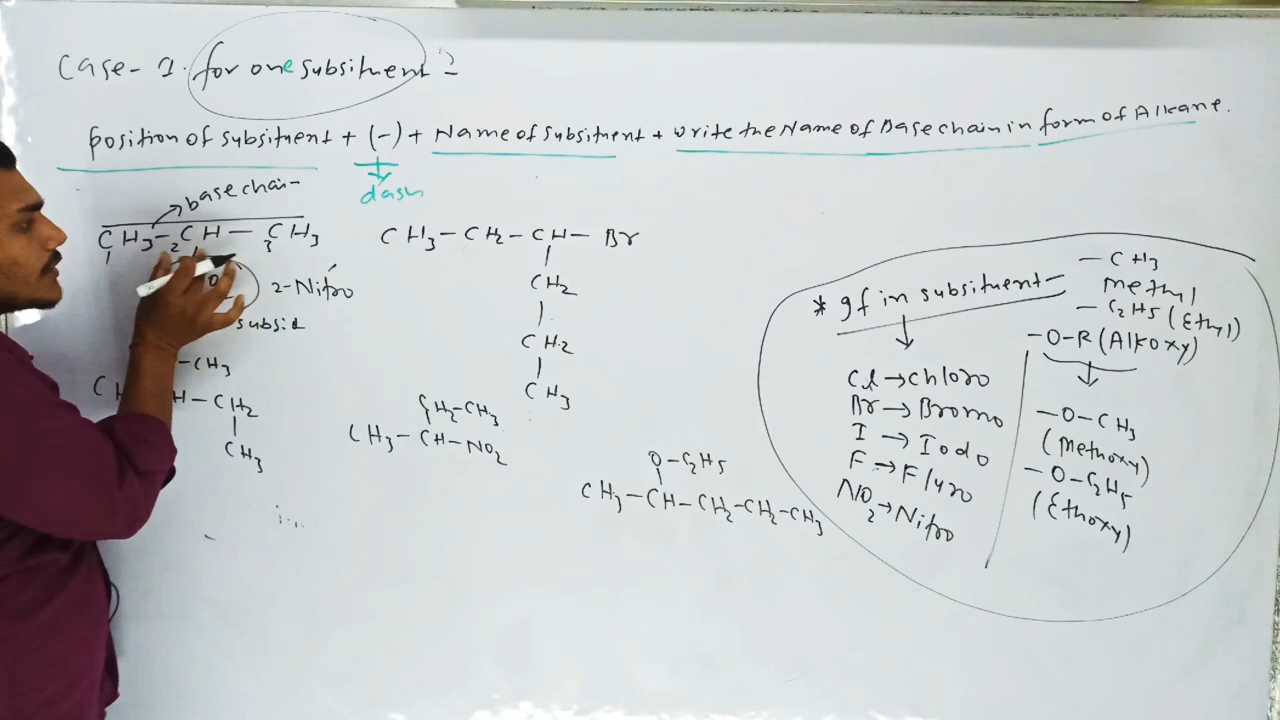 Case-1. for one subsituent :-
position of subsituent + (-) + Name of subsituent + write the Name of Base chain in form of Alkane.
dash
base chain
CH3-CH-CH3
1 2 3
2-Nitro
subsid
CH3-CH2-CH-Br
CH2
CH2
CH3
-CH3
H-CH2
CH3
CH2-CH3
CH3-CH-NO2
O-C2H5
CH3-CH-CH2-CH2-CH3
* If in subsituent-
Cl→Chloro
Br→Bromo
I→Iodo
F→Flyro
NO2→Nitro
-CH3
Methyl
-C2H5(Ethyl)
-O-R(Alkoxy)
-O-CH3
(Methoxy)
-O-C2H5
(Ethoxy)